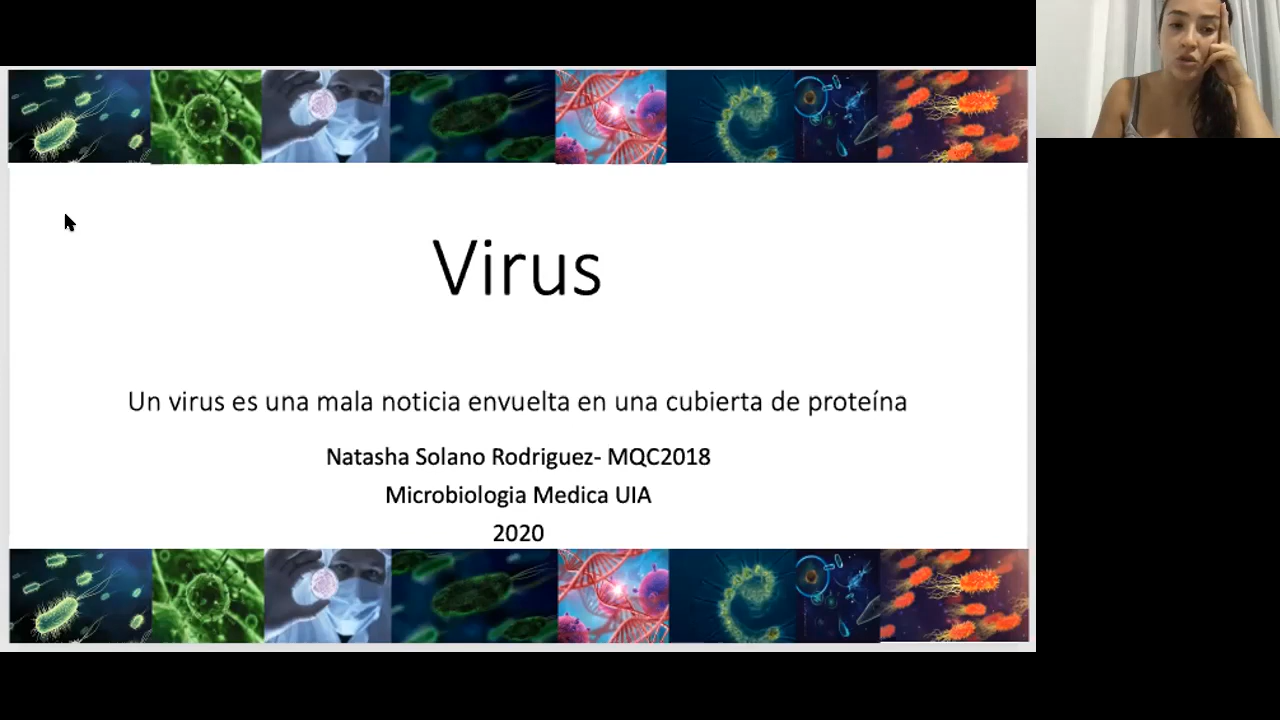 Virus
Un virus es una mala noticia envuelta en una cubierta de proteína
Natasha Solano Rodriguez- MQC2018
Microbiologia Medica UIA
2020